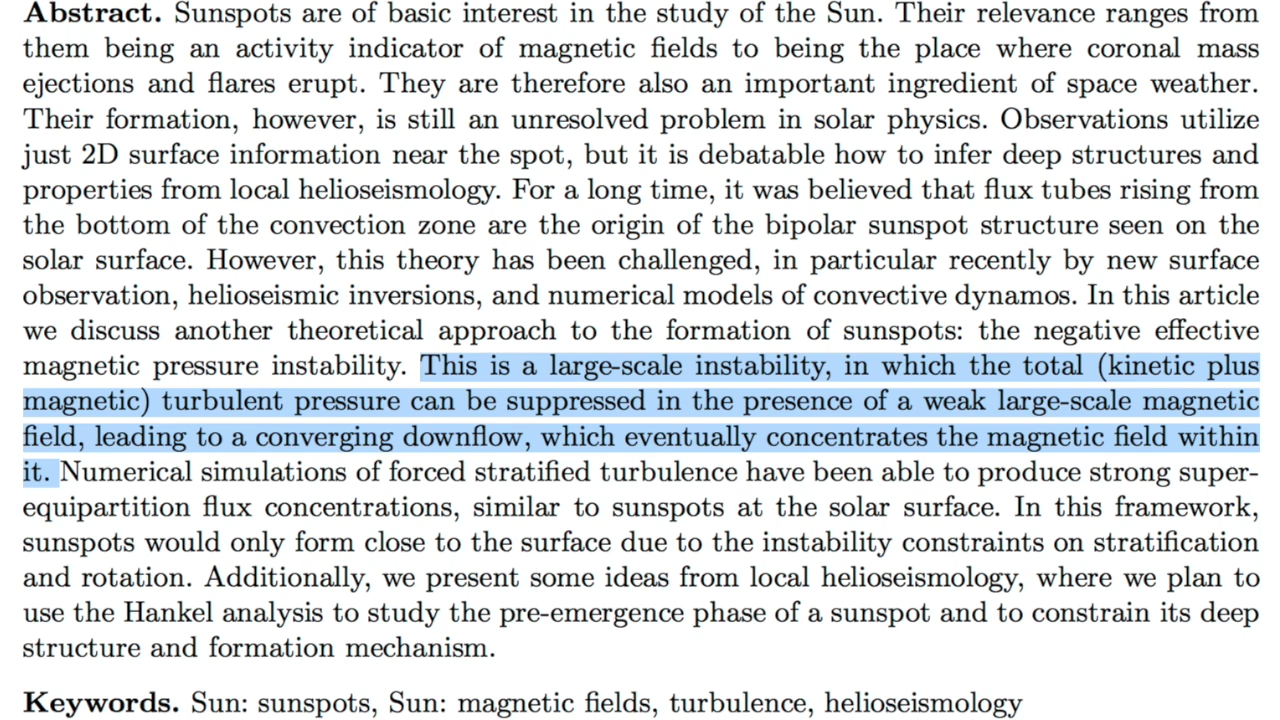 Abstract. Sunspots are of basic interest in the study of the Sun. Their relevance ranges from
them being an activity indicator of magnetic fields to being the place where coronal mass
ejections and flares erupt. They are therefore also an important ingredient of space weather.
Their formation, however, is still an unresolved problem in solar physics. Observations utilize
just 2D surface information near the spot, but it is debatable how to infer deep structures and
properties from local helioseismology. For a long time, it was believed that flux tubes rising from
the bottom of the convection zone are the origin of the bipolar sunspot structure seen on the
solar surface. However, this theory has been challenged, in particular recently by new surface
observation, helioseismic inversions, and numerical models of convective dynamos. In this article
we discuss another theoretical approach to the formation of sunspots: the negative effective
magnetic pressure instability. This is a large-scale instability, in which the total (kinetic plus
magnetic) turbulent pressure can be suppressed in the presence of a weak large-scale magnetic
field, leading to a converging downflow, which eventually concentrates the magnetic field within
it. Numerical simulations of forced stratified turbulence have been able to produce strong super-
equipartition flux concentrations, similar to sunspots at the solar surface. In this framework,
sunspots would only form close to the surface due to the instability constraints on stratification
and rotation. Additionally, we present some ideas from local helioseismology, where we plan to
use the Hankel analysis to study the pre-emergence phase of a sunspot and to constrain its deep
structure and formation mechanism.
Keywords. Sun: sunspots, Sun: magnetic fields, turbulence, helioseismology